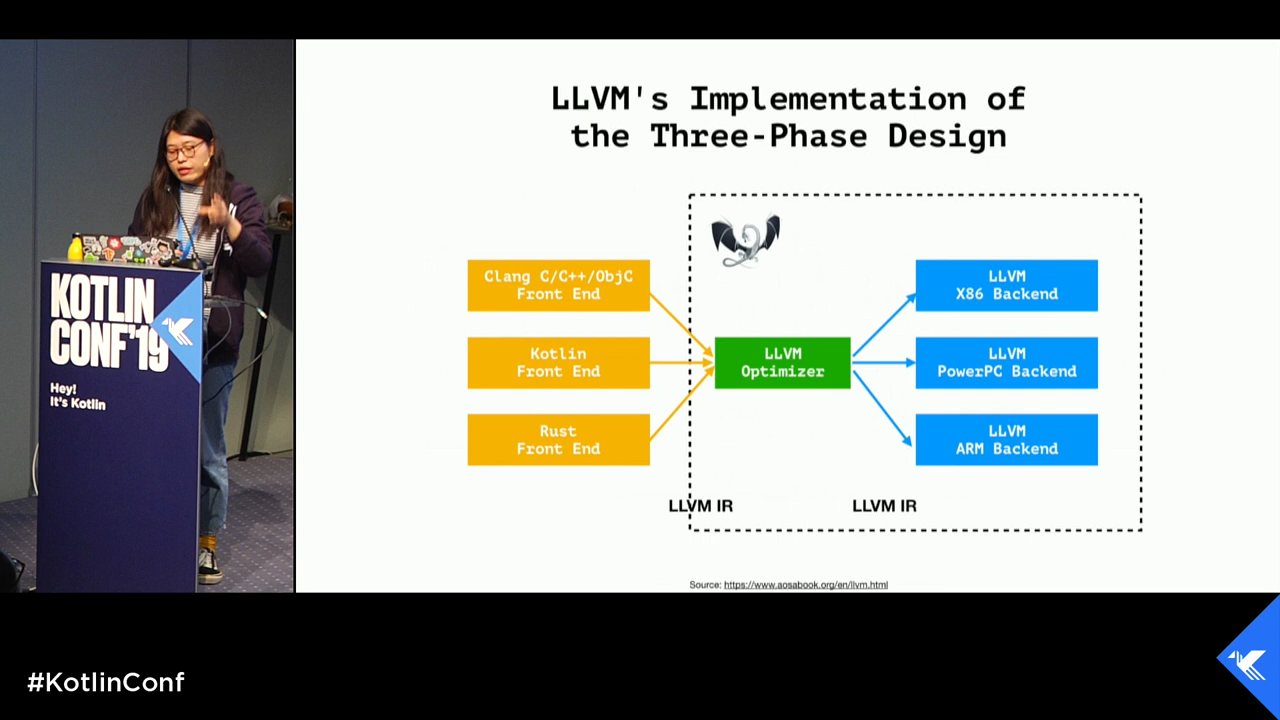 LLVM's Implementation of
the Three-Phase Design
Clang C/C++/ObjC
Front End
Kotlin
Front End
Rust
Front End
LLVM
Optimizer
LLVM
X86 Backend
LLVM
PowerPC Backend
LLVM
ARM Backend
LLVM IR
LLVM IR
Source: https://www.aosabook.org/en/llvm.html
KOTLIN
CONF'19
Hey!
It's Kotlin
#KotlinConf